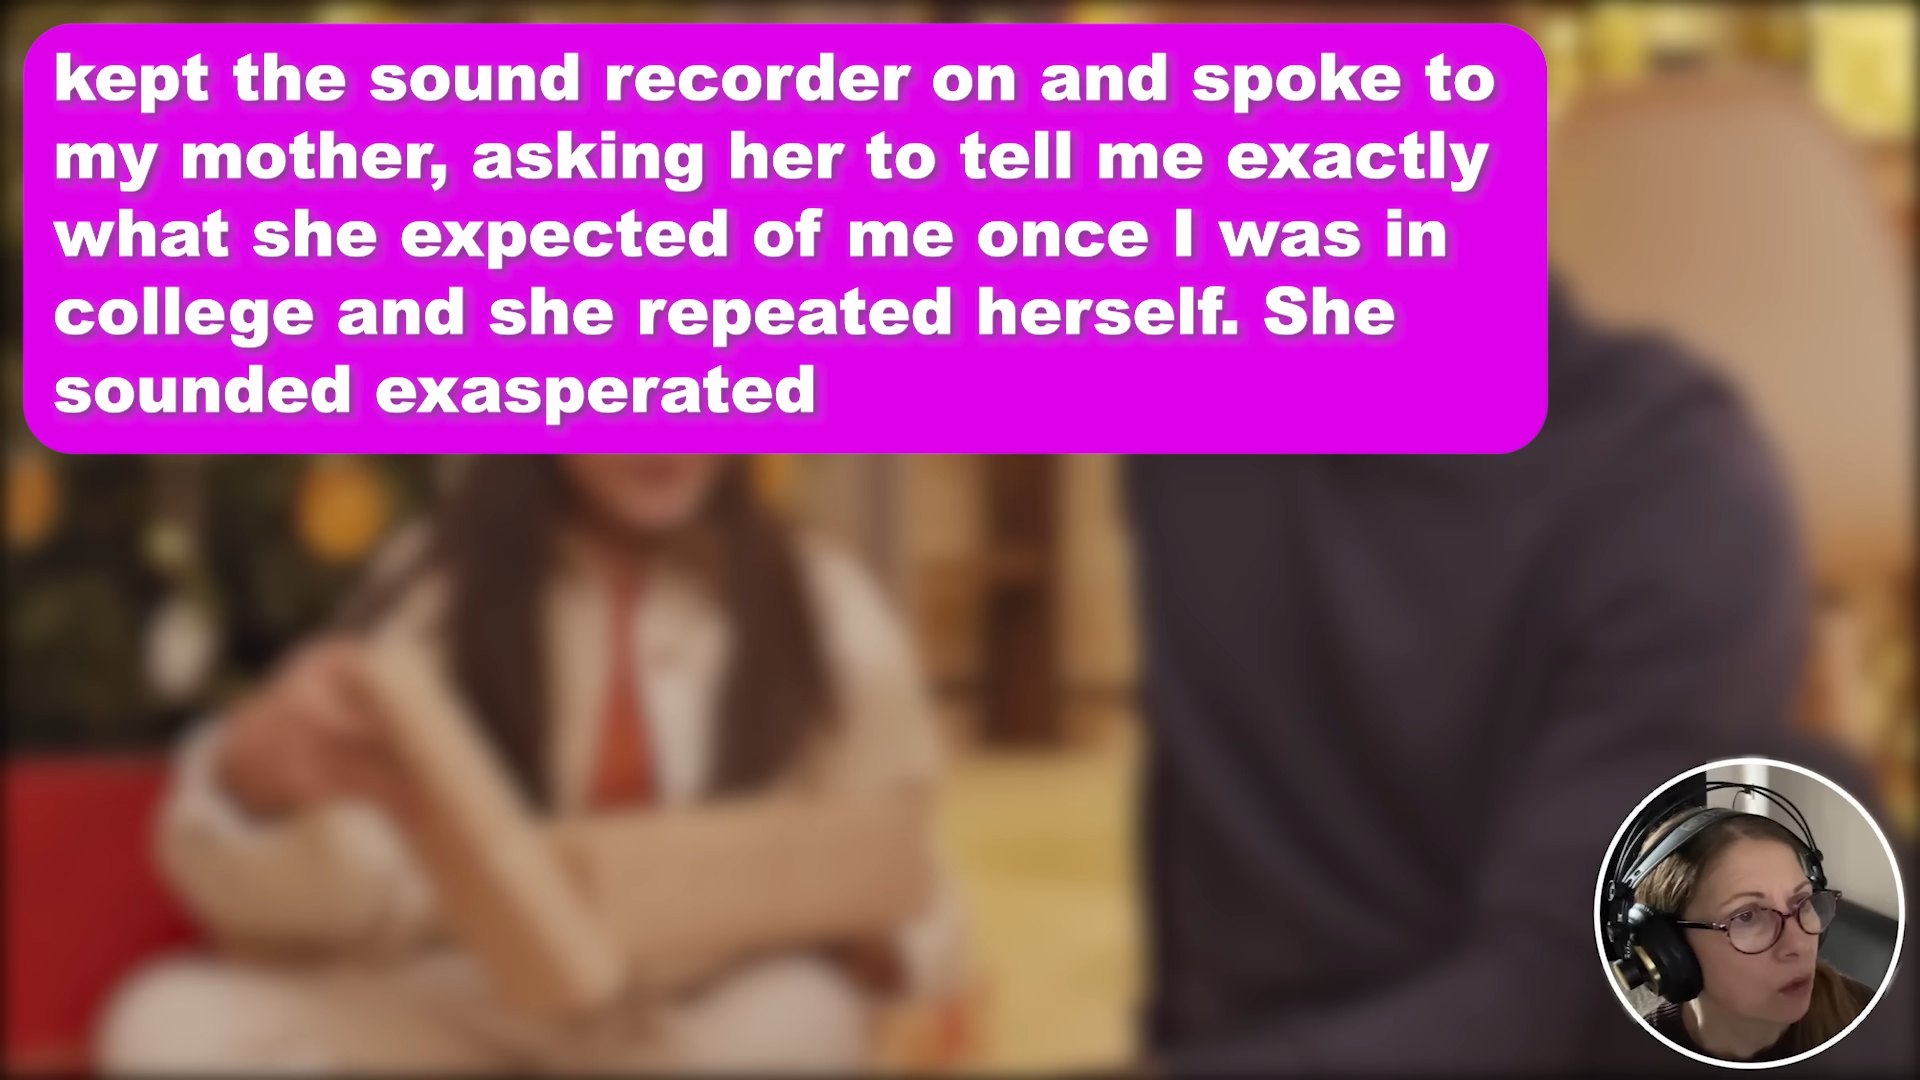 kept the sound recorder on and spoke to
my mother, asking her to tell me exactly
what she expected of me once I was in
college and she repeated herself. She
sounded exasperated